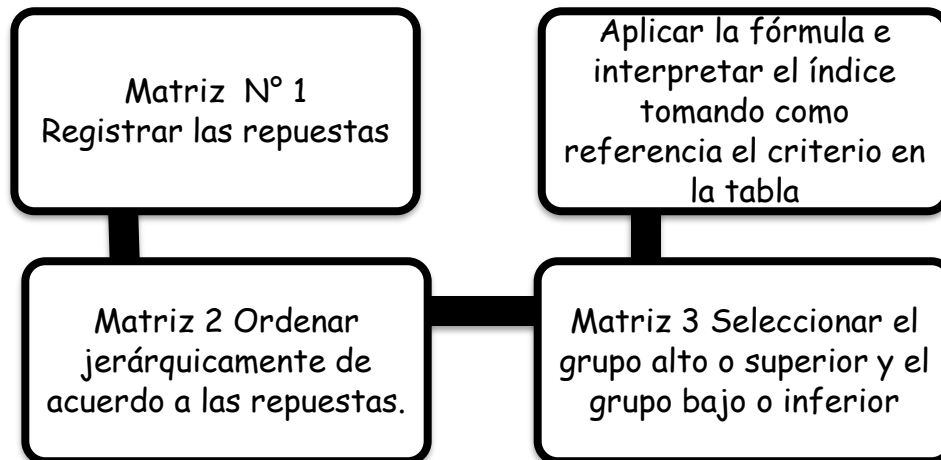 Matriz N° 1
Registrar las repuestas
Matriz 2 Ordenar
jerárquicamente de
acuerdo a las repuestas.
Matriz 3 Seleccionar el
grupo alto o superior y el
grupo bajo o inferior
Aplicar la fórmula e
interpretar el índice
tomando como
referencia el criterio en
la tabla